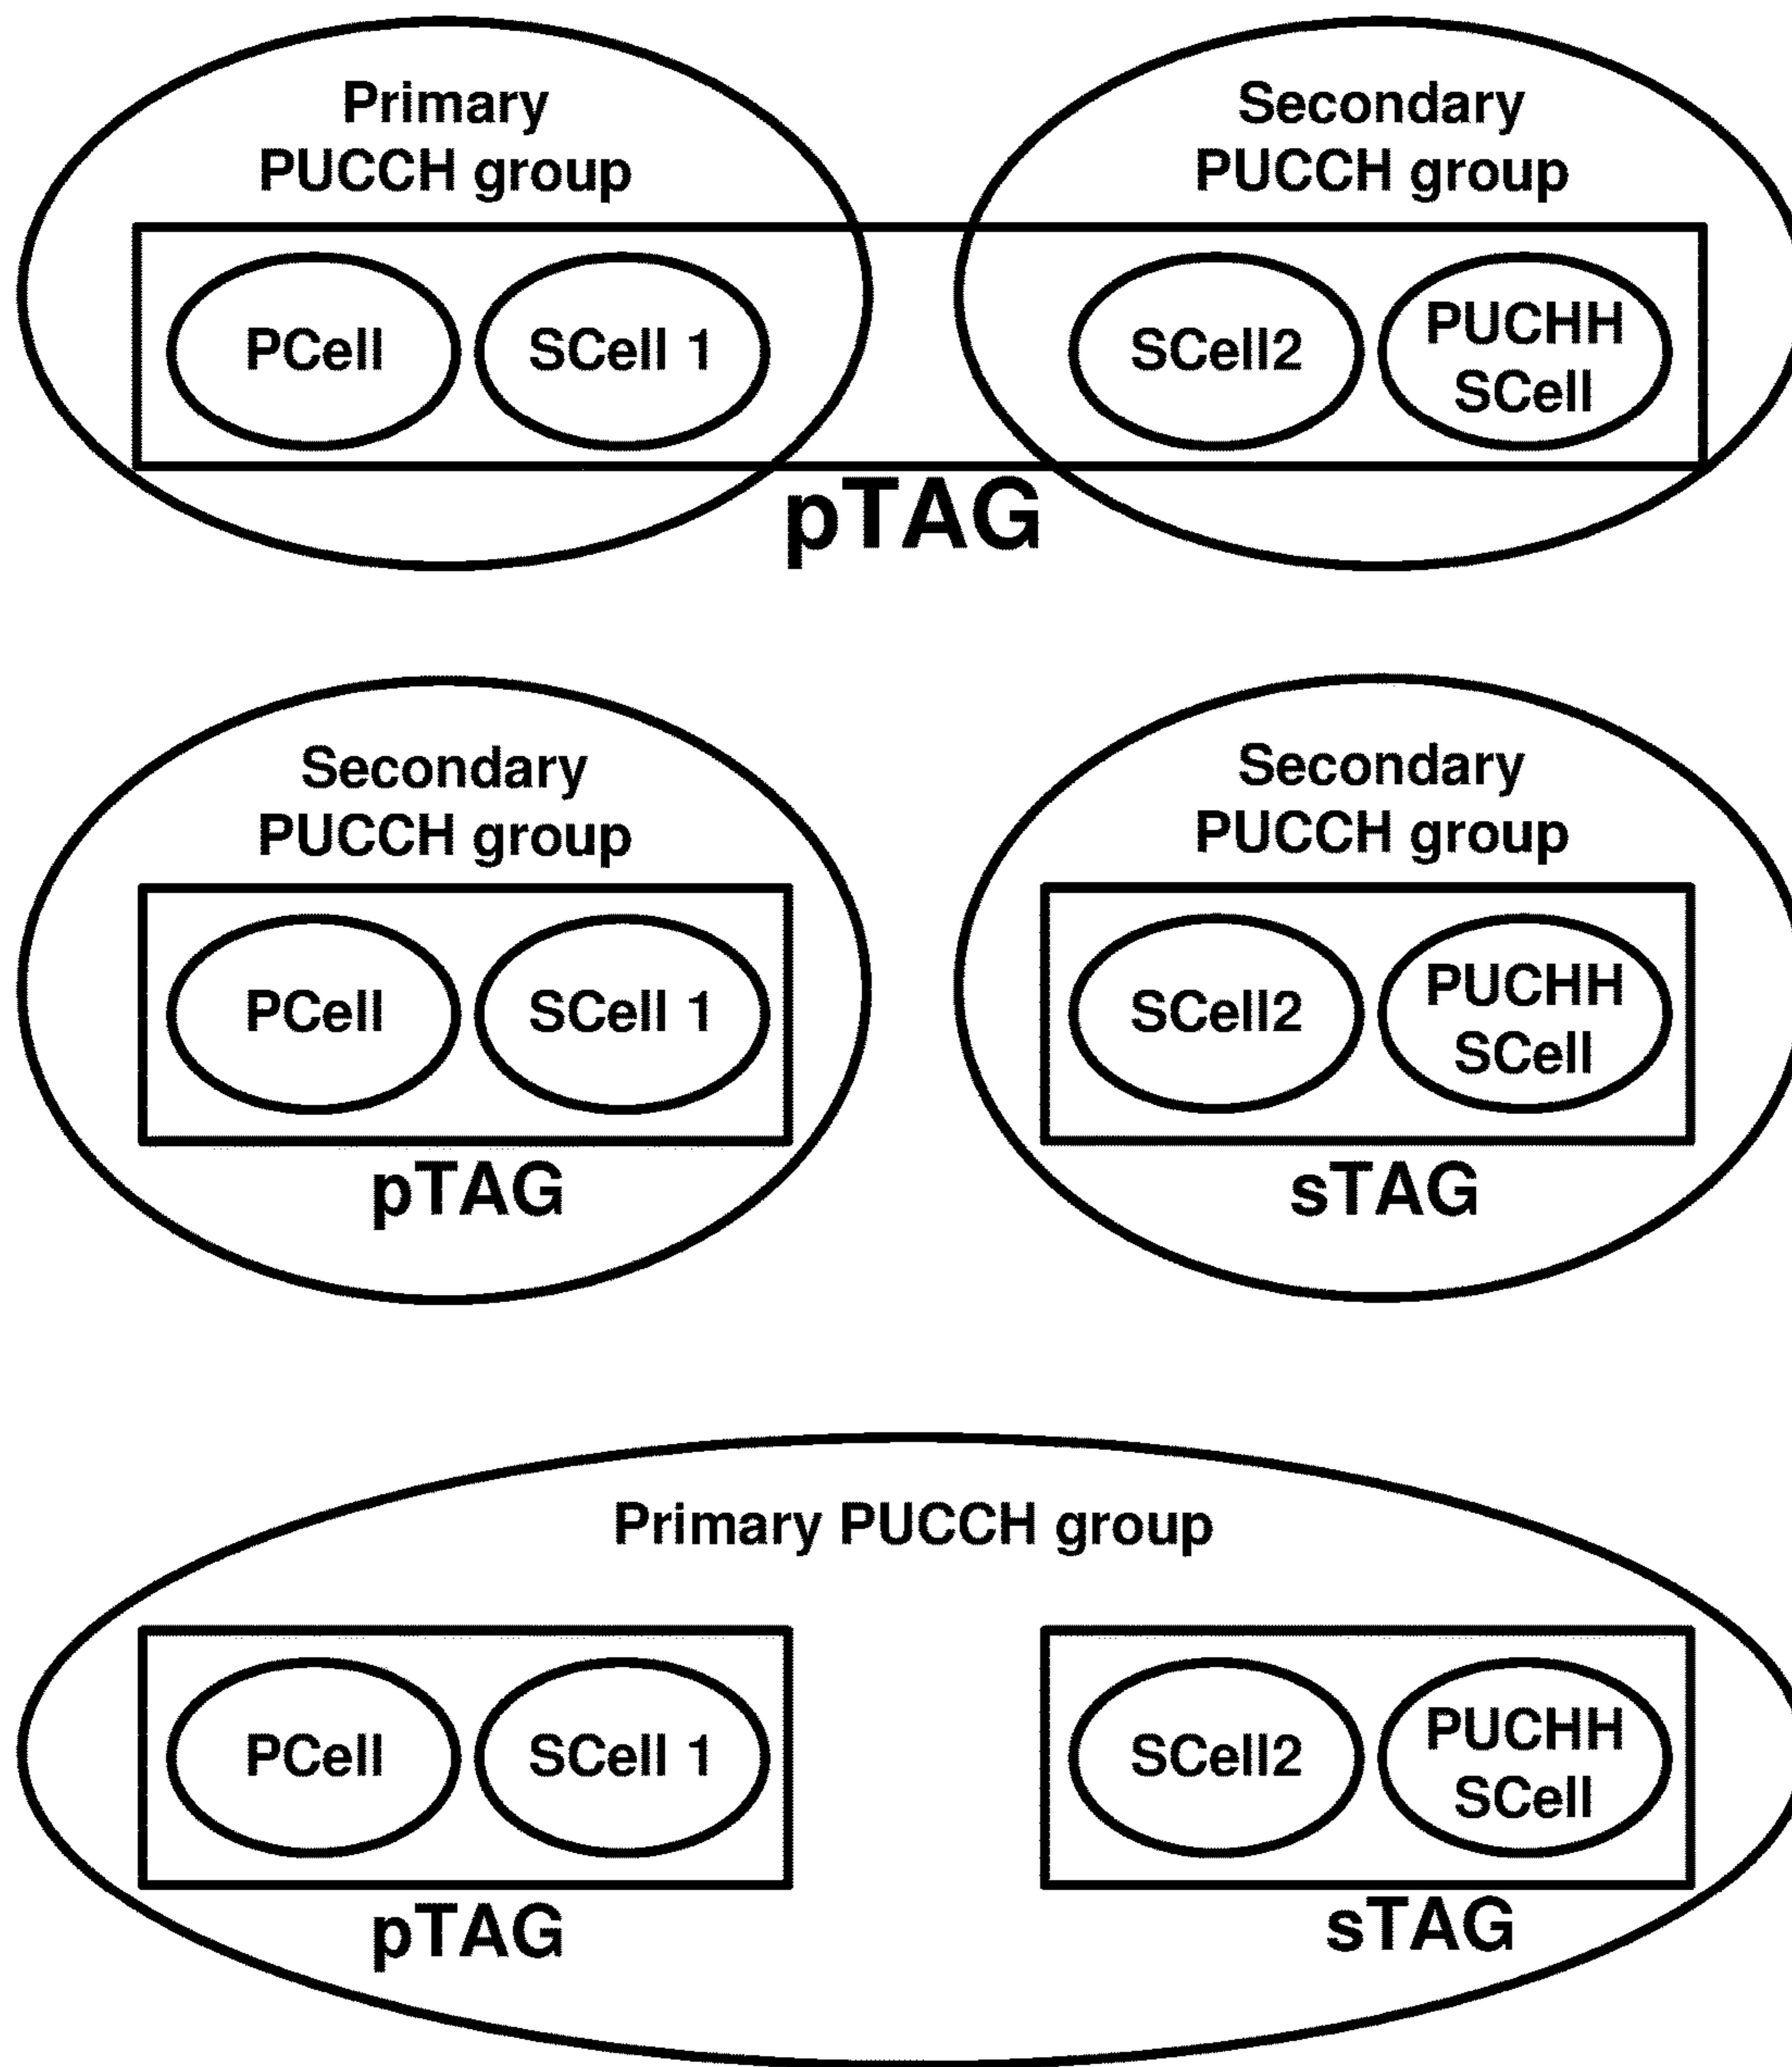 Primary
PUCCH group
Secondary
PUCCH group
PCell
SCell 1
SCell2
PUCHH
SCell
pTAG
Secondary
PUCCH group
Secondary
PUCCH group
PCell
SCell 1
SCell2
PUCHH
SCell
pTAG
sTAG
Primary PUCCH group
PCell
SCell 1
SCell2
PUCHH
SCell
pTAG
sTAG